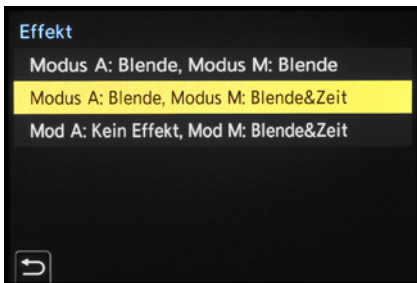 Effekt
Modus A: Blende, Modus M: Blende
Modus A: Blende, Modus M: Blende&Zeit
Mod A: Kein Effekt, Mod M: Blende&Zeit